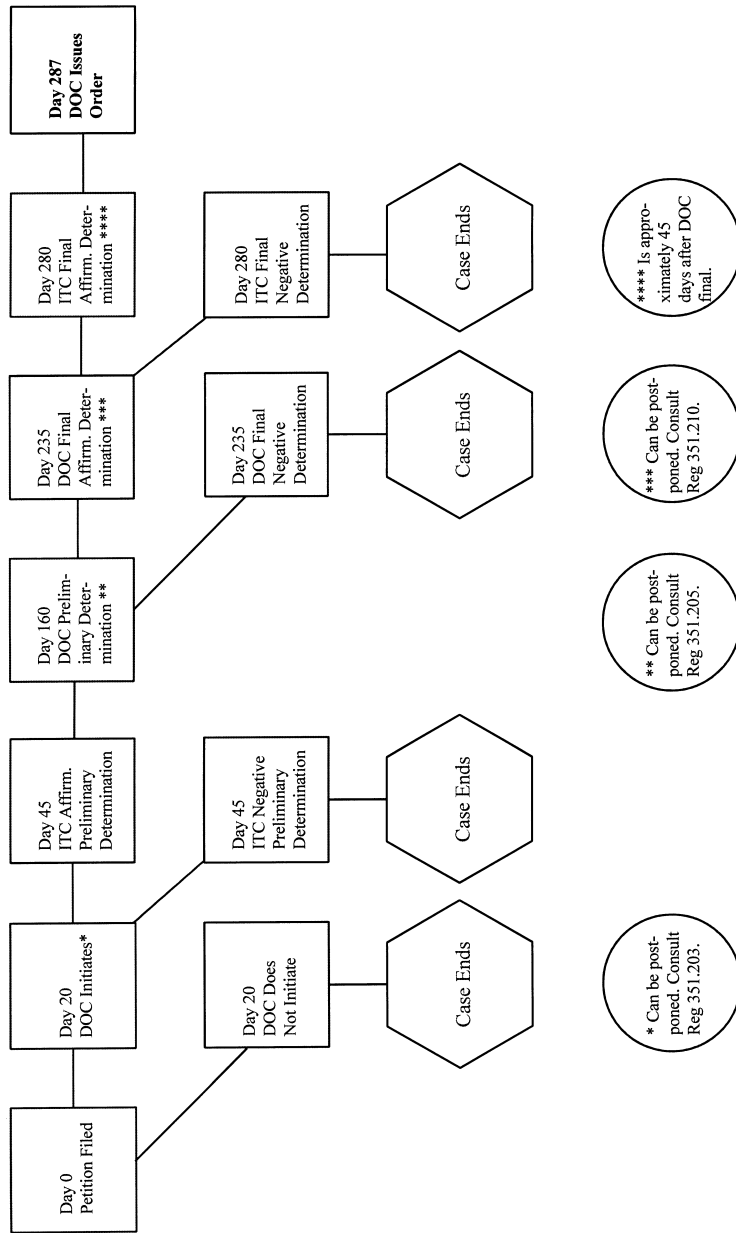 Day 0
Petition Filed
Day 20
DOC Initiates*
Day 45
ITC Affirm.
Preliminary
Determination
Day 160
DOC Prelim-
inary Deter-
mination **
Day 235
DOC Final
Affirm. Deter-
mination ***
Day 280
ITC Final
Affirm. Deter-
mination ****
Day 287
DOC Issues
Order
Day 20
DOC Does
Not Initiate
Day 45
ITC Negative
Preliminary
Determination
Day 235
DOC Final
Negative
Determination
Day 280
ITC Final
Negative
Determination
Case Ends
Case Ends
Case Ends
Case Ends
* Can be post-
poned. Consult
Reg 351.203.
** Can be post-
poned. Consult
Reg 351.205.
*** Can be post-
poned. Consult
Reg 351.210.
**** Is appro-
ximately 45
days after DOC
final.